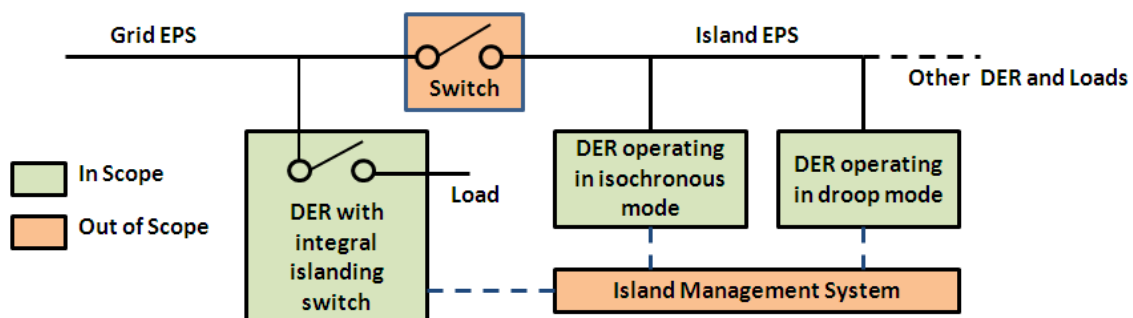 Grid EPS
Switch
Island EPS
Other DER and Loads
In Scope
Out of Scope
Load
DER with
integral
islanding
switch
DER operating
in isochronous
mode
DER operating
in droop mode
Island Management System